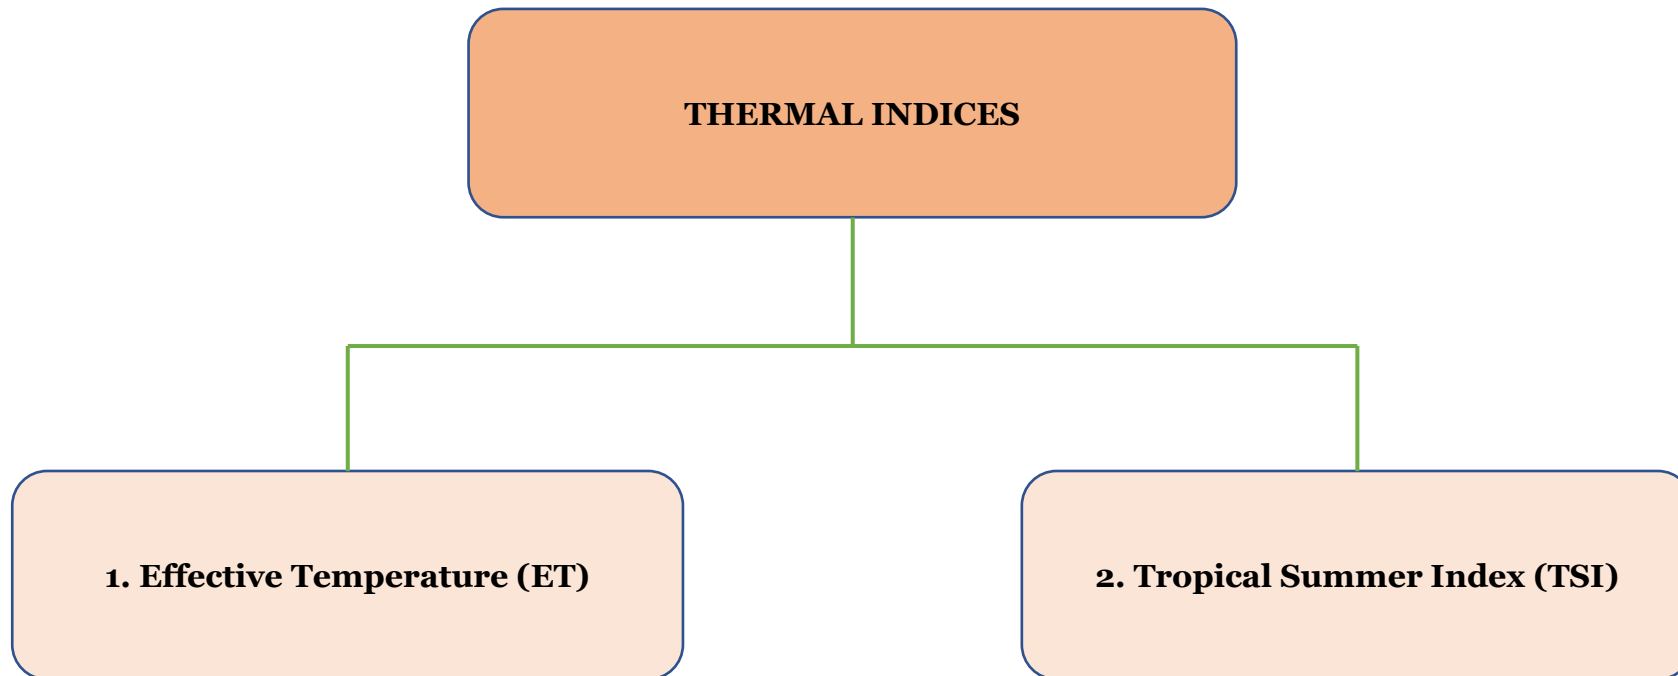 THERMAL INDICES
1. Effective Temperature (ET)
2. Tropical Summer Index (TSI)